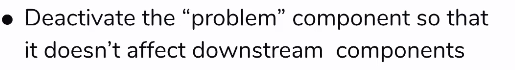 ● Deactivate the “problem” component so that
it doesn’t affect downstream  components